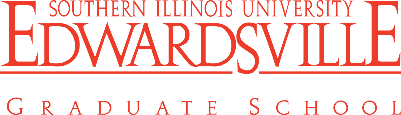 SOUTHERN ILLINOIS UNIVERSITY
EDWARDSVILLE
GRADUATE SCHOOL